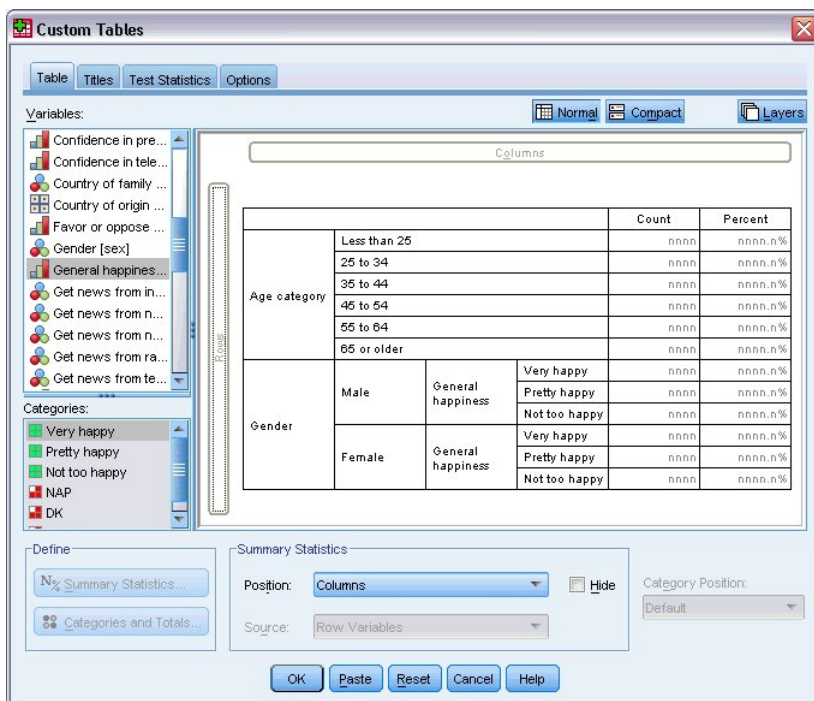 Custom Tables
Table Titles Test Statistics Options
Variables:
Normal Compact Layers
Confidence in pre...
Confidence in tele...
Country of family ...
Country of origin ...
Favor or oppose ...
Gender [sex]
General happines...
Get news from in...
Get news from n...
Get news from n...
Get news from ra...
Get news from te...
Categories:
Very happy
Pretty happy
Not too happy
NAP
DK
Columns
Rows
Count Percent
Age category
Less than 25 nnnn nnnn.n%
25 to 34 nnnn nnnn.n%
35 to 44 nnnn nnnn.n%
45 to 54 nnnn nnnn.n%
55 to 64 nnnn nnnn.n%
65 or older nnnn nnnn.n%
Gender
Male
General
happiness
Very happy nnnn nnnn.n%
Pretty happy nnnn nnnn.n%
Not too happy nnnn nnnn.n%
Female
General
happiness
Very happy nnnn nnnn.n%
Pretty happy nnnn nnnn.n%
Not too happy nnnn nnnn.n%
Define
N% Summary Statistics...
Categories and Totals...
Summary Statistics
Position: Columns Hide
Source: Row Variables
Category Position:
Default
OK Paste Reset Cancel Help